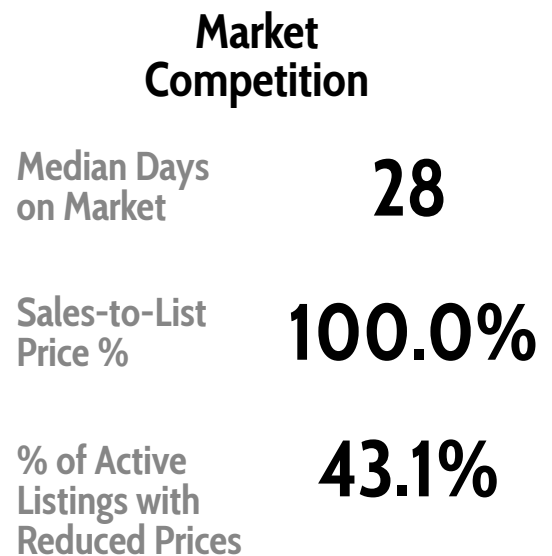 Market
Competition
Median Days
on Market
28
Sales-to-List
Price %
100.0%
% of Active
Listings with
Reduced Prices
43.1%